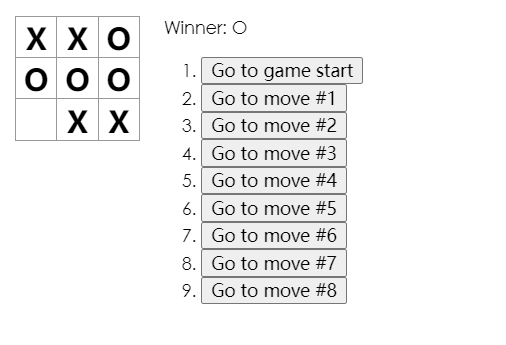 X X O
O O O
X X
Winner: O
1. Go to game start
2. Go to move #1
3. Go to move #2
4. Go to move #3
5. Go to move #4
6. Go to move #5
7. Go to move #6
8. Go to move #7
9. Go to move #8